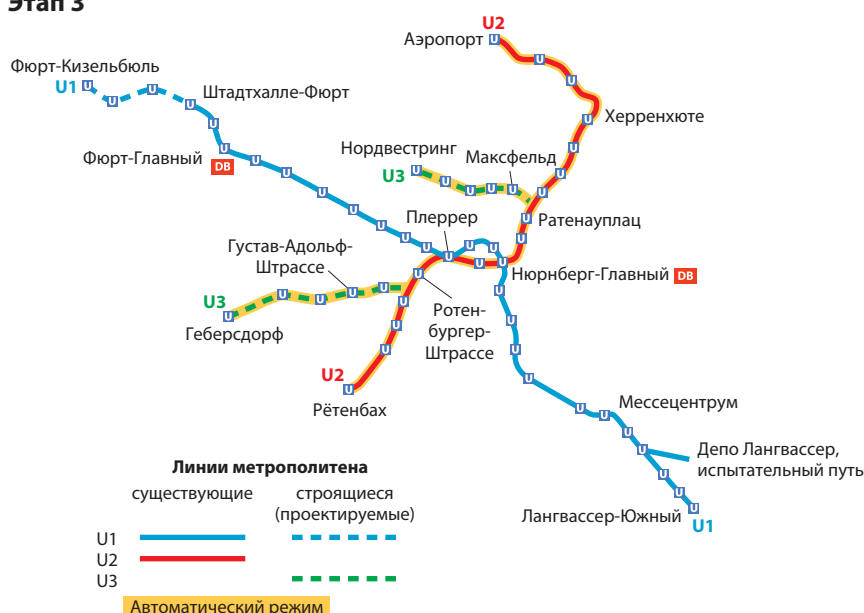 Этап 3
U2
Аэропорт
Фюрт-Кизельбюль
U1
Штадтхалле-Фюрт
Херренхюте
Фюрт-Главный DB
Нордвестринг
Максфельд
U3
Плеррер
Ратенауплац
Густав-Адольф-
Штрассе
Нюрнберг-Главный DB
U3
Геберсдорф
Ротен-
бургер-
Штрассе
U2
Рётенбах
Мессецентрум
Депо Лангвассер,
испытательный путь
Лангвассер-Южный
U1
Линии метрополитена
существующие
строящиеся
(проектируемые)
U1
U2
U3
Автоматический режим